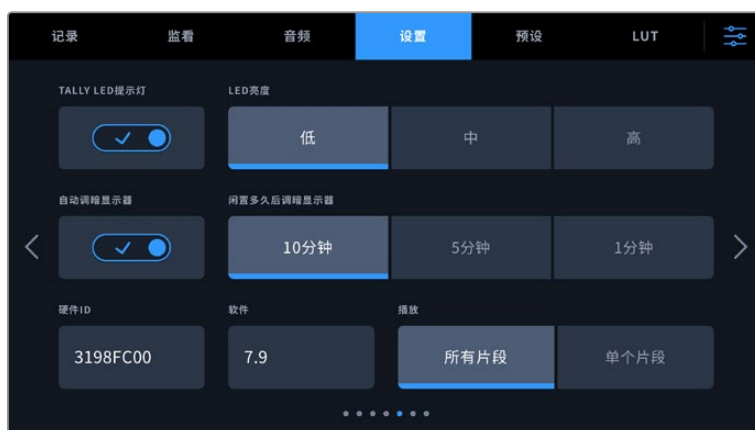 记录 监看 音频 设置 预设 LUT
TALLY LED提示灯 LED亮度
低 中 高
自动调暗显示器 闲置多久后调暗显示器
10分钟 5分钟 1分钟
硬件ID 软件 播放
3198FC00 7.9 所有片段 单个片段